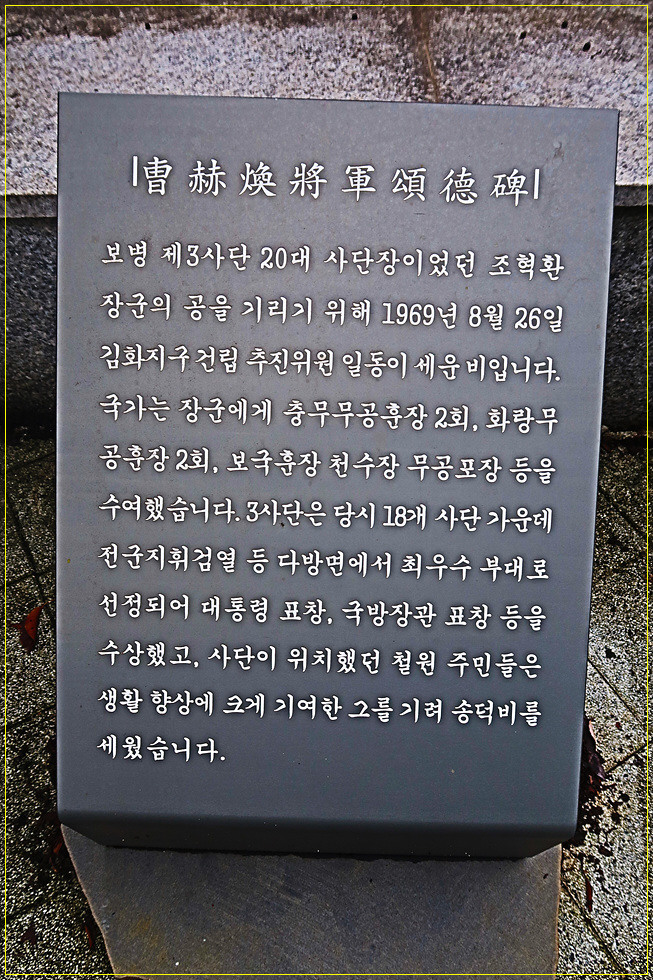 |曺赫煥將軍頌德碑|
보병 제3사단 20대 사단장이었던 조혁환
장군의 공을 기리기 위해 1969년 8월 26일
김화지구 건립 추진위원 일동이 세운 비입니다.
국가는 장군에게 충무무공훈장 2회, 화랑무
공훈장 2회, 보국훈장 천수장 무공포장 등을
수여했습니다. 3사단은 당시 18개 사단 가운데
전군지휘검열 등 다방면에서 최우수 부대로
선정되어 대통령 표창, 국방장관 표창 등을
수상했고, 사단이 위치했던 철원 주민들은
생활 향상에 크게 기여한 그를 기려 송덕비를
세웠습니다.